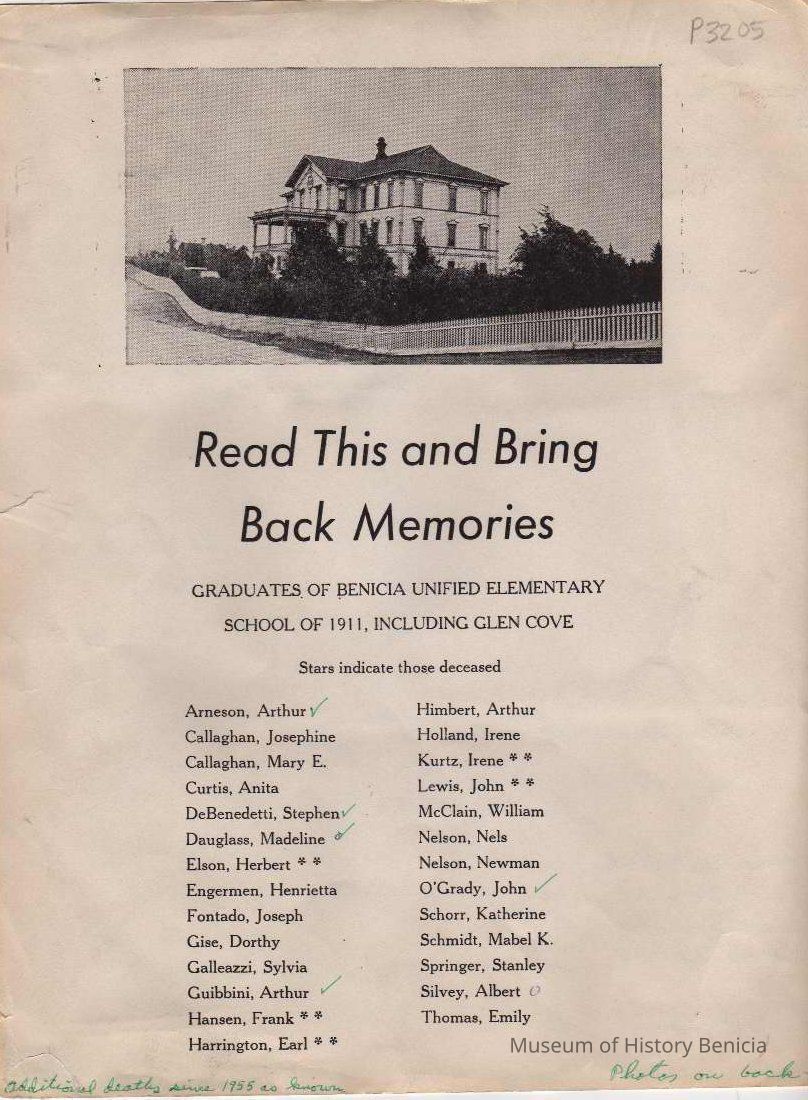 P3205
Read This and Bring
Back Memories
GRADUATES OF BENICIA UNIFIED ELEMENTARY
SCHOOL OF 1911, INCLUDING GLEN COVE
Stars indicate those deceased
Arneson, Arthur ✓
Callaghan, Josephine
Callaghan, Mary E.
Curtis, Anita
DeBenedetti, Stephen ✓
Dauglass, Madeline ✓
Elson, Herbert * *
Engermen, Henrietta
Fontado, Joseph
Gise, Dorthy
Galleazzi, Sylvia
Guibbini, Arthur ✓
Hansen, Frank * *
Harrington, Earl * *
Himbert, Arthur
Holland, Irene
Kurtz, Irene * *
Lewis, John * *
McClain, William
Nelson, Nels
Nelson, Newman
O'Grady, John ✓
Schorr, Katherine
Schmidt, Mabel K.
Springer, Stanley
Silvey, Albert o
Thomas, Emily
Museum of History Benicia
additional deaths since 1955 as known
Photos on back